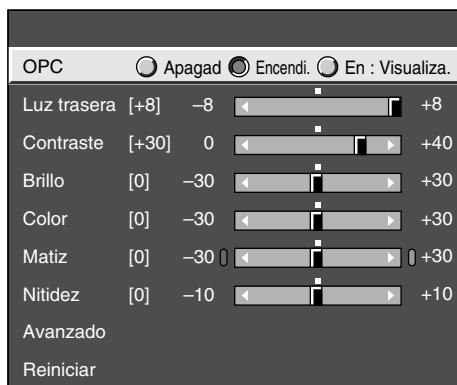 OPC Apagad Encendi. En : Visualiza.
Luz trasera [+8] –8 +8
Contraste [+30] 0 +40
Brillo [0] –30 +30
Color [0] –30 +30
Matiz [0] –30 +30
Nitidez [0] –10 +10
Avanzado
Reiniciar